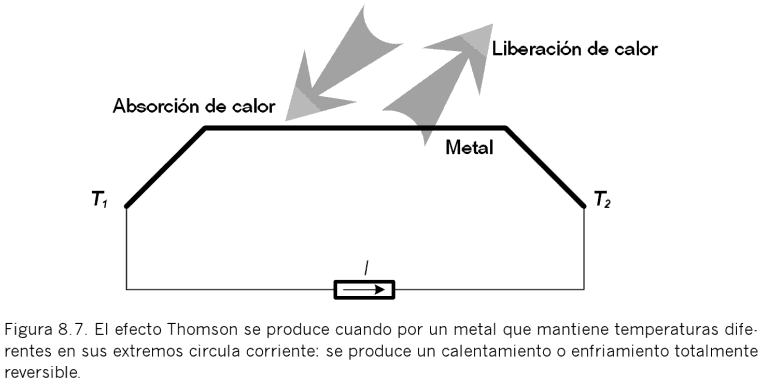 Liberación de calor
Absorción de calor
Metal
T₁
T₂
I
Figura 8.7. El efecto Thomson se produce cuando por un metal que mantiene temperaturas dife-
rentes en sus extremos circula corriente: se produce un calentamiento o enfriamiento totalmente
reversible.